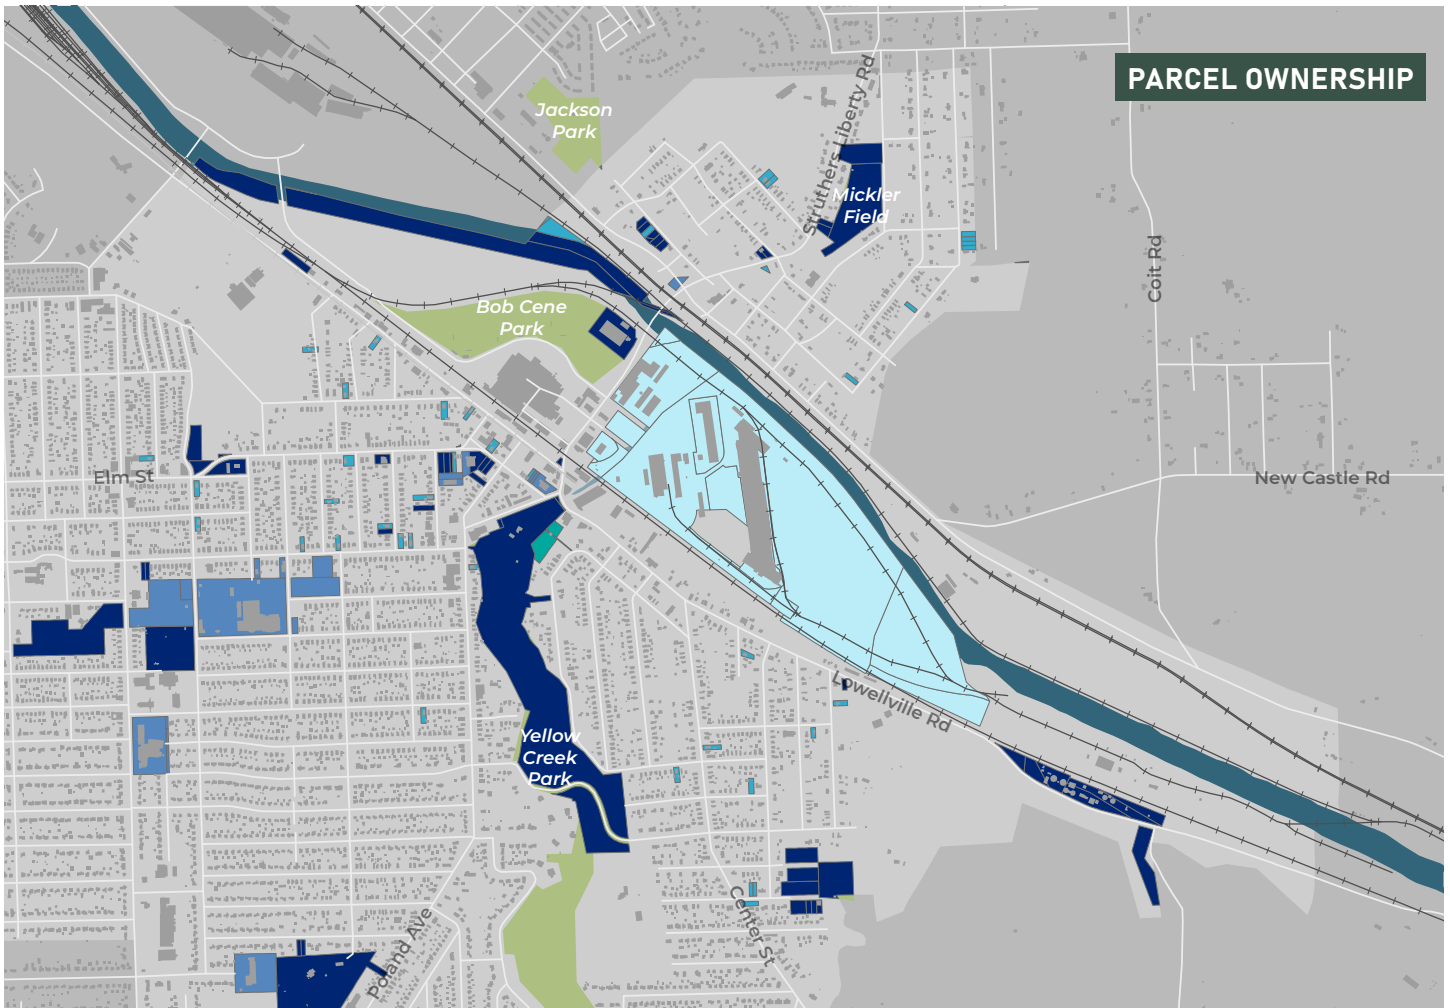 PARCEL OWNERSHIP
Jackson
Park
Struthers Liberty Rd
Mickler
Field
Coit Rd
Bob Cene
Park
Elm St
New Castle Rd
Lowellville Rd
Yellow
Creek
Park
Center St
Poland Ave